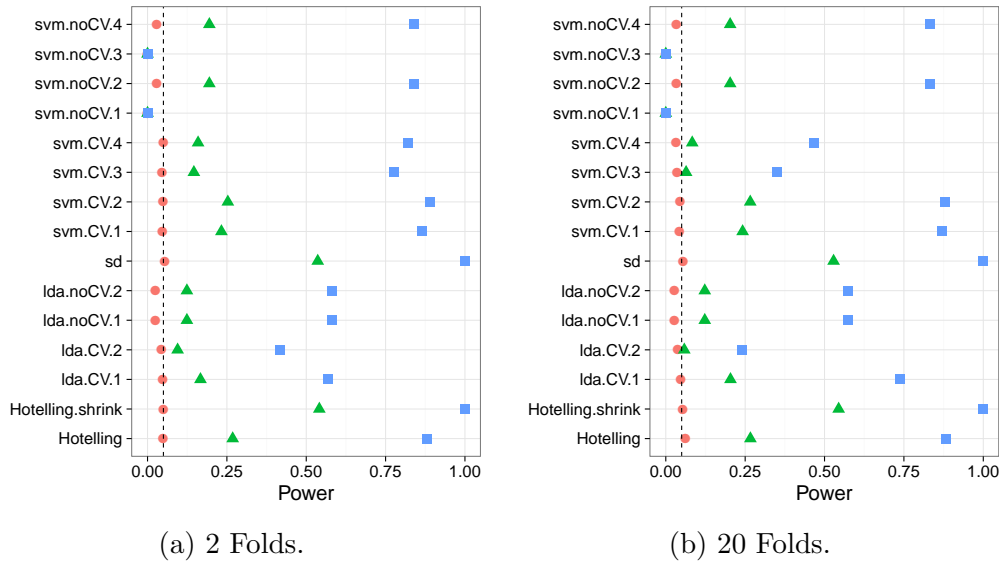 svm.noCV.4
svm.noCV.3
svm.noCV.2
svm.noCV.1
svm.CV.4
svm.CV.3
svm.CV.2
svm.CV.1
sd
lda.noCV.2
lda.noCV.1
lda.CV.2
lda.CV.1
Hotelling.shrink
Hotelling
0.00 0.25 0.50 0.75 1.00
Power
(a) 2 Folds.
svm.noCV.4
svm.noCV.3
svm.noCV.2
svm.noCV.1
svm.CV.4
svm.CV.3
svm.CV.2
svm.CV.1
sd
lda.noCV.2
lda.noCV.1
lda.CV.2
lda.CV.1
Hotelling.shrink
Hotelling
0.00 0.25 0.50 0.75 1.00
Power
(b) 20 Folds.